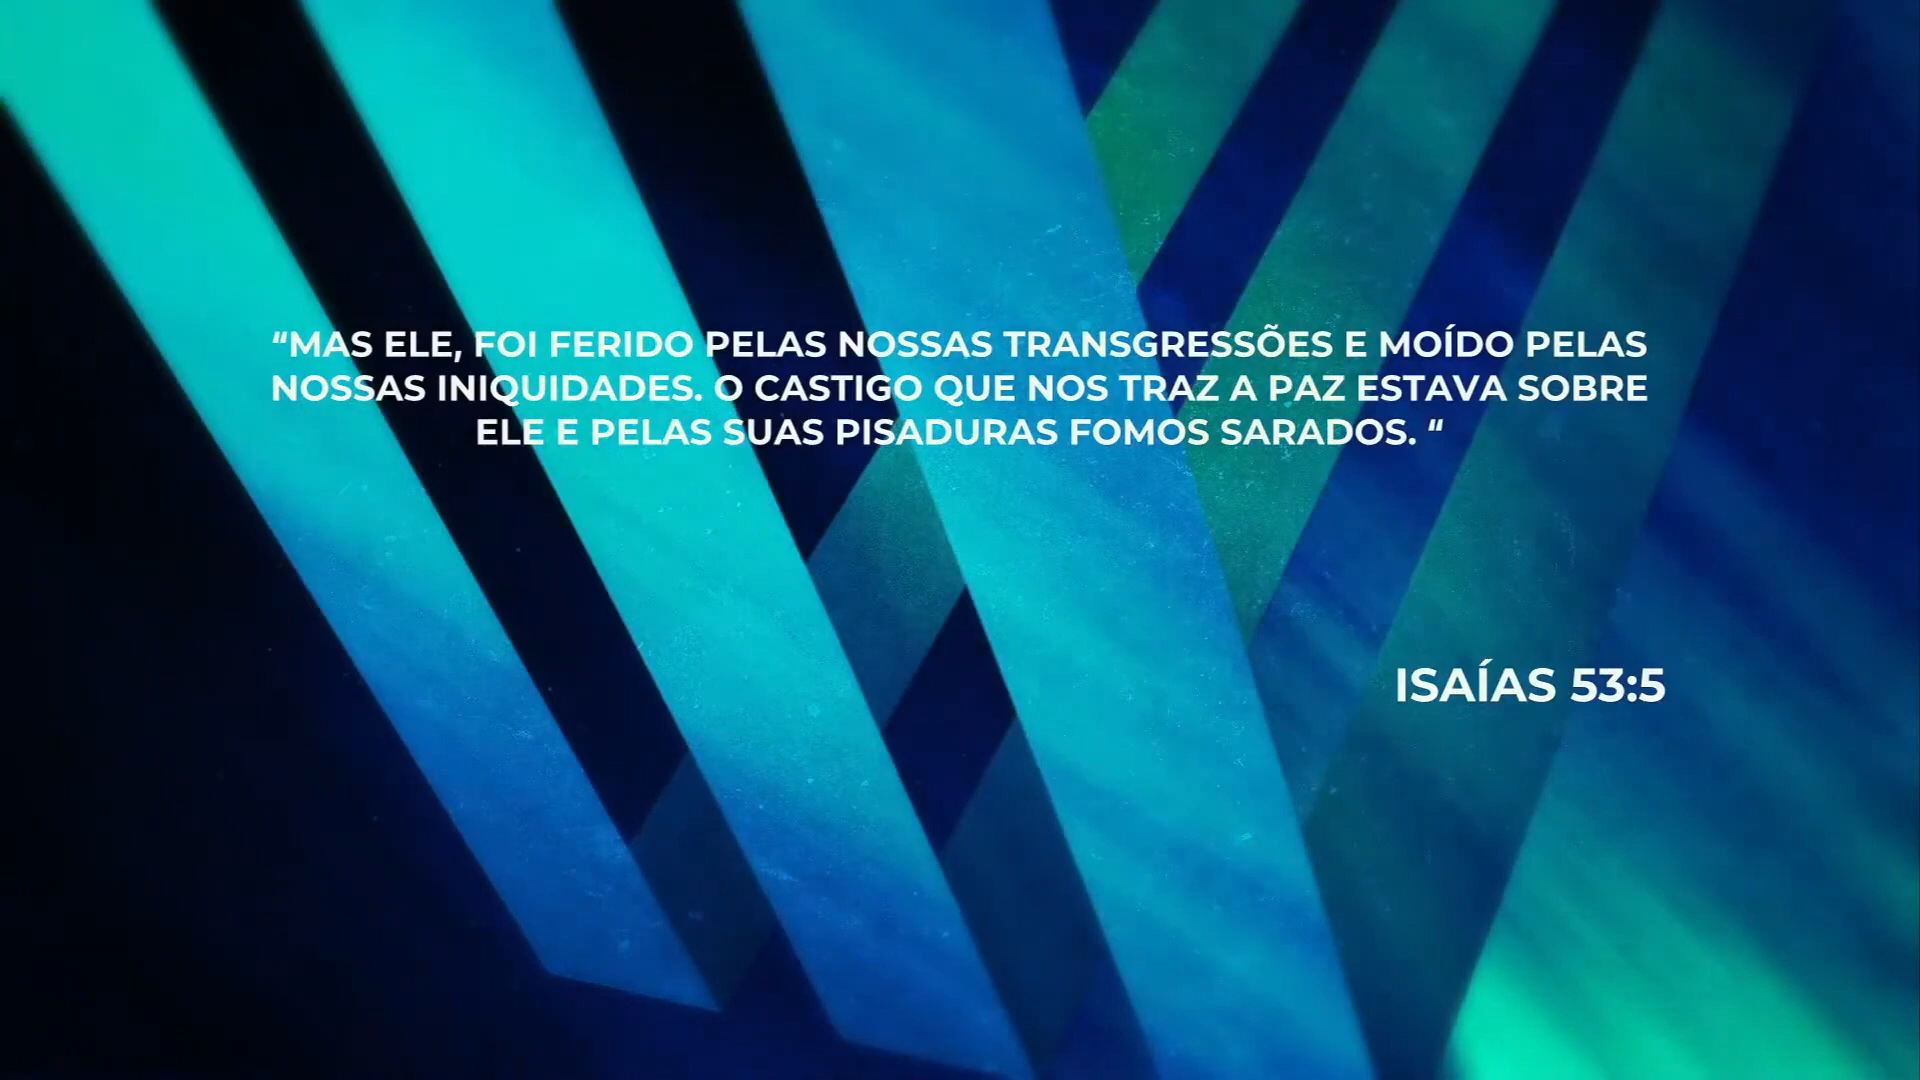 “MAS ELE, FOI FERIDO PELAS NOSSAS TRANSGRESSÕES E MOÍDO PELAS
NOSSAS INIQUIDADES. O CASTIGO QUE NOS TRAZ A PAZ ESTAVA SOBRE
ELE E PELAS SUAS PISADURAS FOMOS SARADOS. “
ISAÍAS 53:5